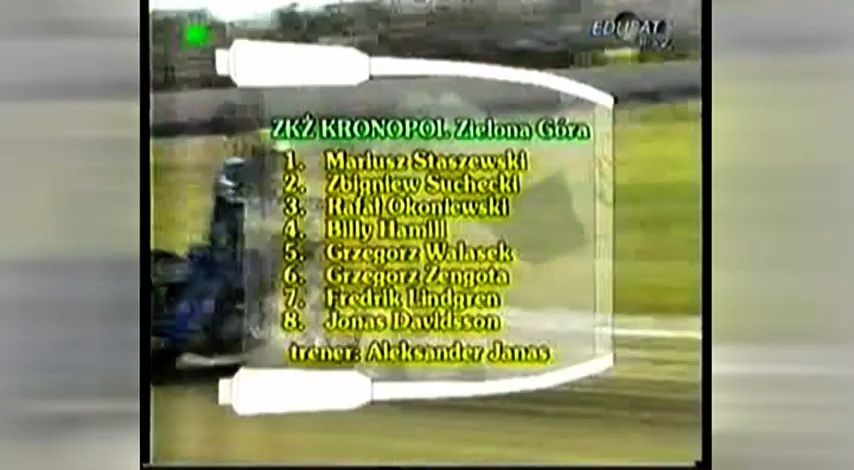 EDUSAT
ZKŻ KRONOPOL Zielona Góra
1. Mariusz Staszewski
2. Zbigniew Suchecki
3. Rafał Okoniewski
4. Billy Hamill
5. Grzegorz Walasek
6. Grzegorz Zengota
7. Fredrik Lindgren
8. Jonas Davidsson
trener: Aleksander Janas